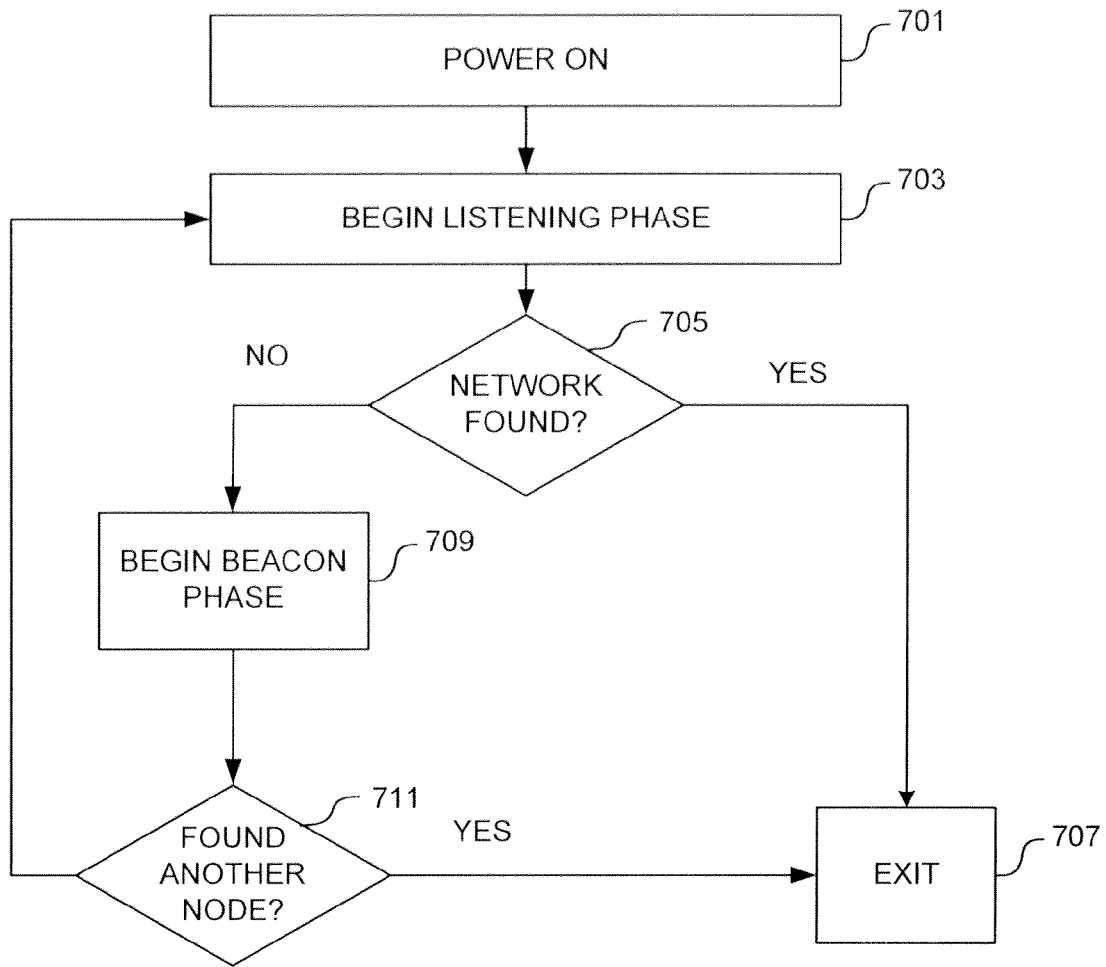 701
POWER ON
703
BEGIN LISTENING PHASE
705
NO
YES
NETWORK
FOUND?
709
BEGIN BEACON
PHASE
711
YES
FOUND
ANOTHER
NODE?
707
EXIT